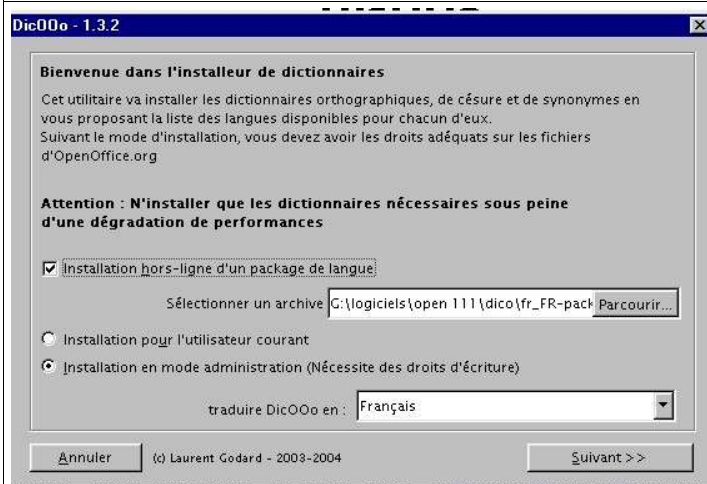 DicOOo - 1.3.2
Bienvenue dans l'installeur de dictionnaires
Cet utilitaire va installer les dictionnaires orthographiques, de césure et de synonymes en
vous proposant la liste des langues disponibles pour chacun d'eux.
Suivant le mode d'installation, vous devez avoir les droits adéquats sur les fichiers
d'OpenOffice.org
Attention : N'installer que les dictionnaires nécessaires sous peine
d'une dégradation de performances
Installation hors-ligne d'un package de langue
Sélectionner un archive G:\logiciels\open 111\dico\fr_FR-pack Parcourir...
Installation pour l'utilisateur courant
Installation en mode administration (Nécessite des droits d'écriture)
traduire DicOOo en : Français
Annuler (c) Laurent Godard - 2003-2004 Suivant >>